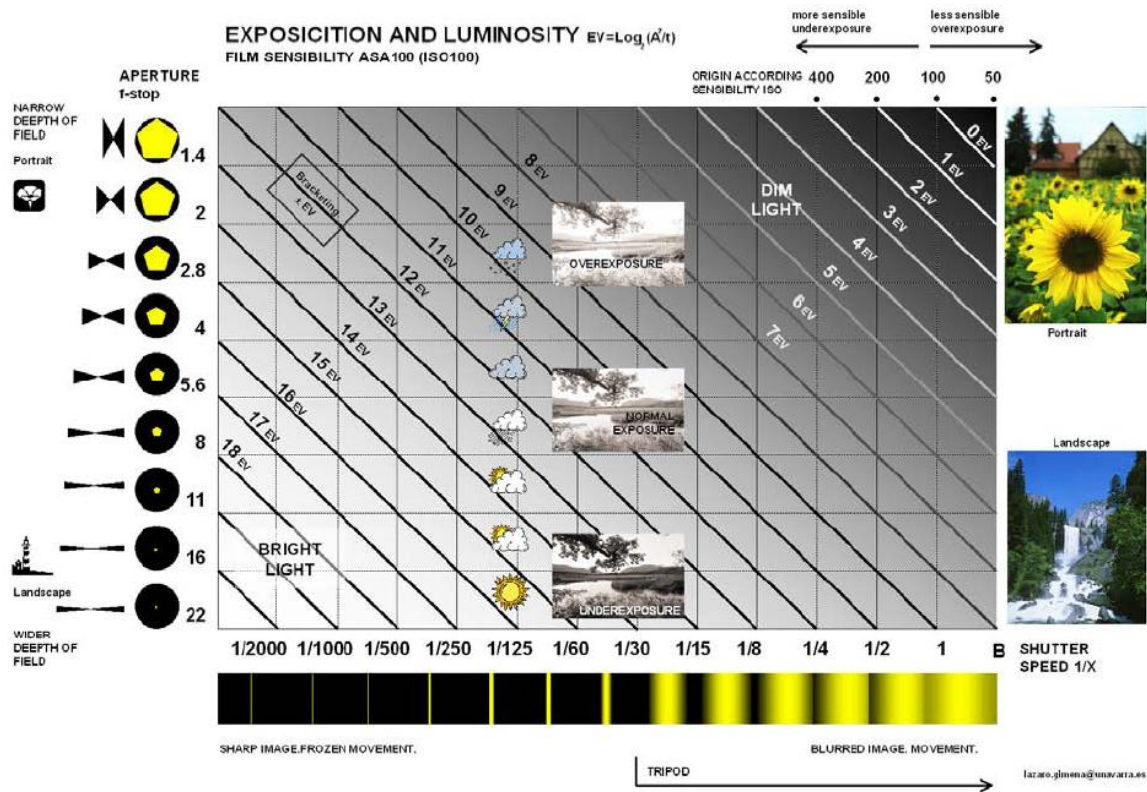 EXPOSICITION AND LUMINOSITY EV=Log₂(A²/t)
FILM SENSIBILITY ASA100 (ISO100)
more sensible
underexposure
less sensible
overexposure
ORIGIN ACCORDING
SENSIBILITY ISO
400 200 100 50
APERTURE
f-stop
NARROW
DEEPTH OF
FIELD
Portrait
1.4
2
2.8
4
5.6
8
11
16
22
Landscape
WIDER
DEEPTH OF
FIELD
Bracketing
± EV
0 EV
1 EV
2 EV
3 EV
4 EV
5 EV
6 EV
7 EV
8 EV
9 EV
10 EV
11 EV
12 EV
13 EV
14 EV
15 EV
16 EV
17 EV
18 EV
DIM
LIGHT
BRIGHT
LIGHT
OVEREXPOSURE
NORMAL
EXPOSURE
UNDEREXPOSURE
Portrait
Landscape
1/2000 1/1000 1/500 1/250 1/125 1/60 1/30 1/15 1/8 1/4 1/2 1 B
SHUTTER
SPEED 1/X
SHARP IMAGE.FROZEN MOVEMENT.
BLURRED IMAGE. MOVEMENT.
TRIPOD
lazaro.gimena@unavarra.es